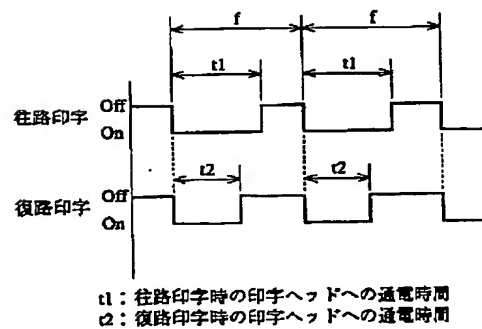 f f
t1 t1
Off
往路印字
On
t2 t2
Off
復路印字
On
t1：往路印字時の印字ヘッドへの通電時間
t2：復路印字時の印字ヘッドへの通電時間